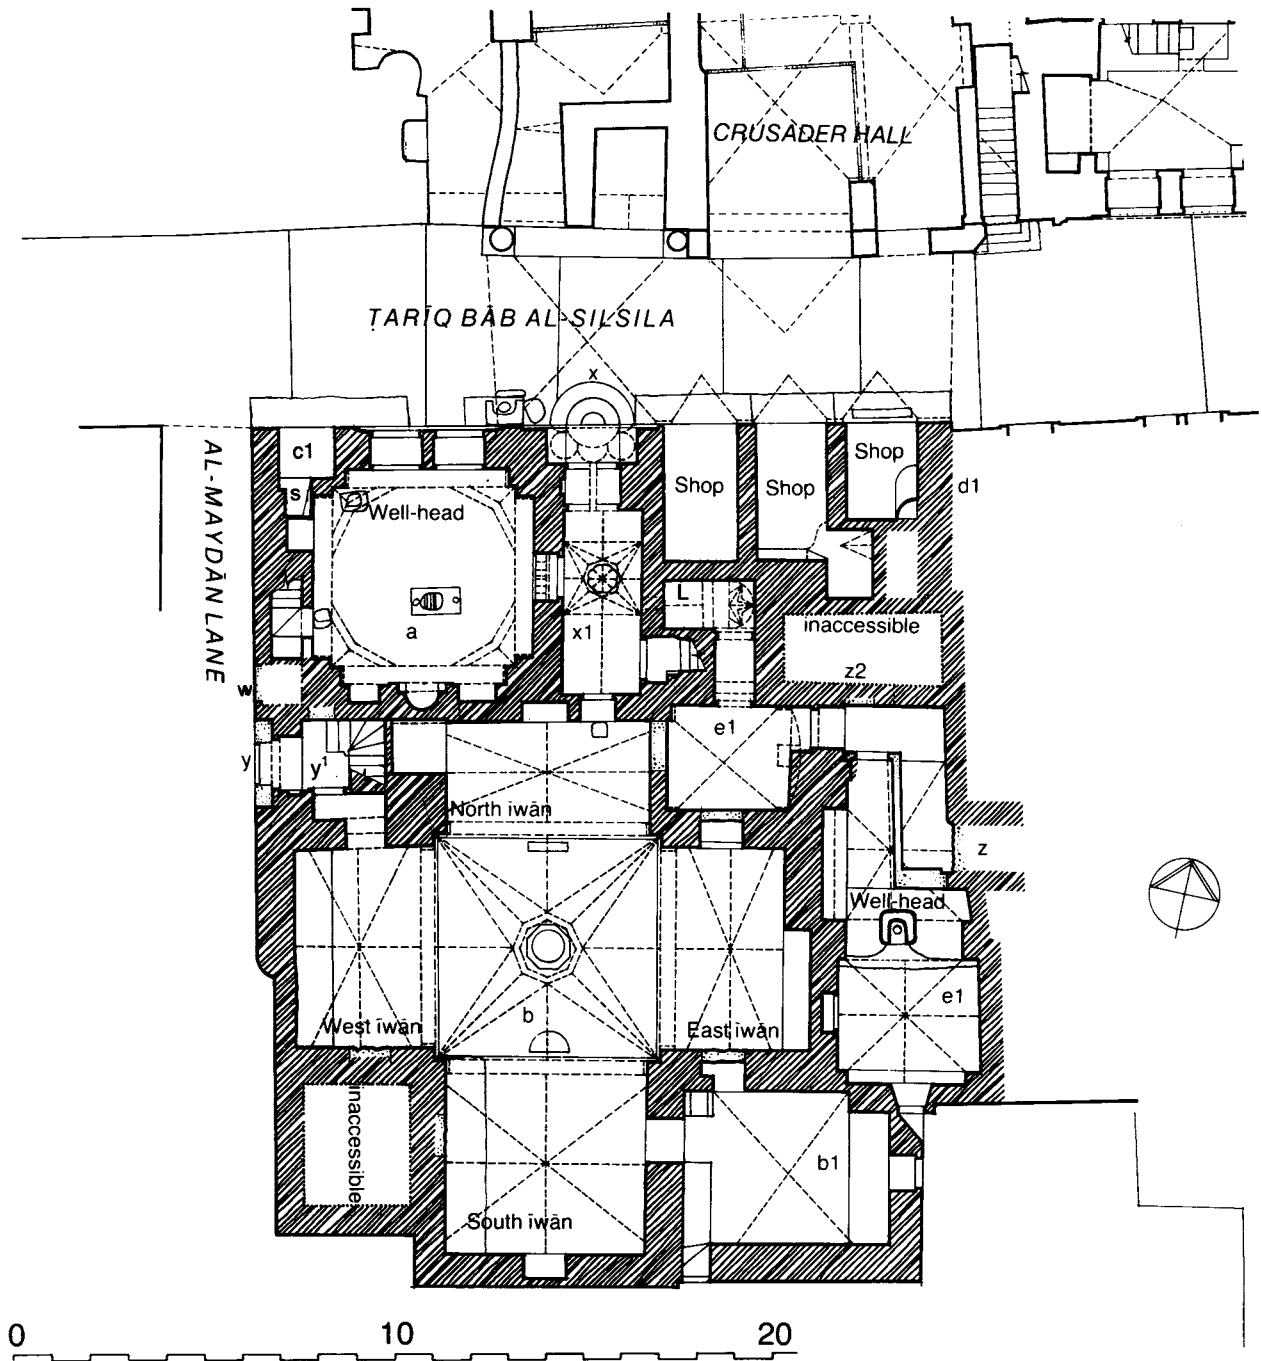 CRUSADER HALL
ṬARĪQ BĀB AL-SILSILA
x
AL-MAYDĀN LANE
c1
s
Well-head
Shop
Shop
Shop
d1
a
x1
L
inaccessible
z2
w
y
y¹
e1
North īwān
z
Well-head
West īwān
b
East īwān
e1
inaccessible
b1
South īwān
0 10 20